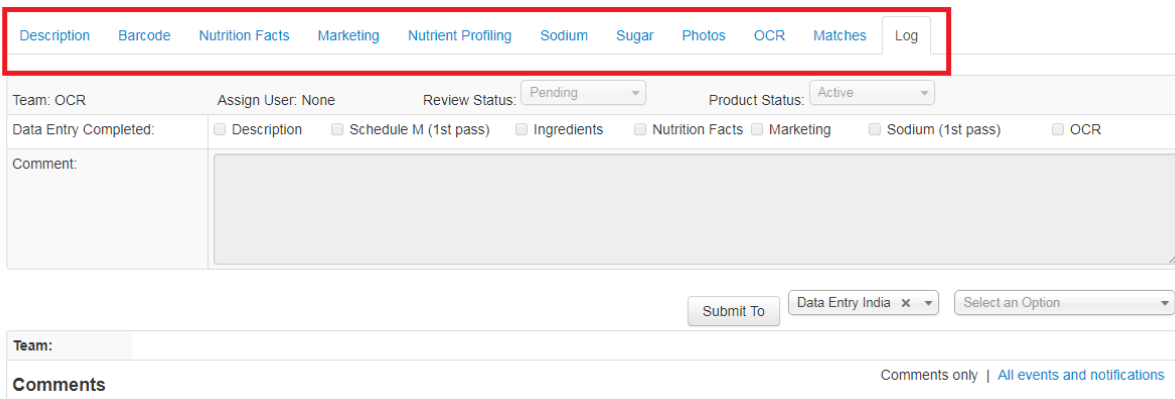 Description Barcode Nutrition Facts Marketing Nutrient Profiling Sodium Sugar Photos OCR Matches Log
Team: OCR Assign User: None Review Status: Pending Product Status: Active
Data Entry Completed: Description Schedule M (1st pass) Ingredients Nutrition Facts Marketing Sodium (1st pass) OCR
Comment:
Submit To Data Entry India × Select an Option
Team:
Comments Comments only | All events and notifications